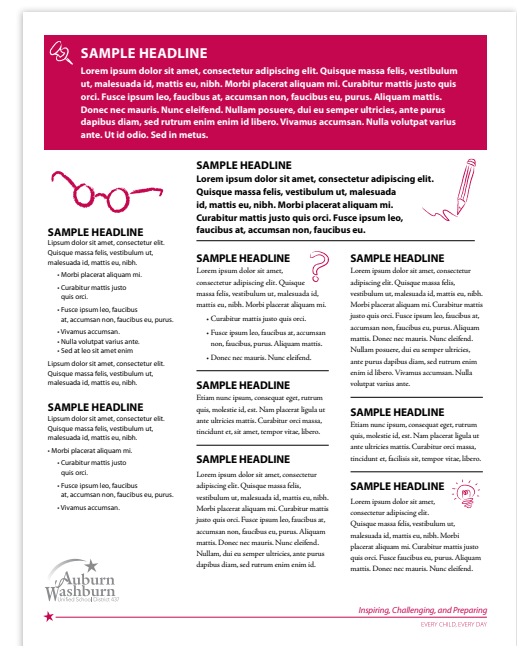 SAMPLE HEADLINE
Lorem ipsum dolor sit amet, consectetur adipiscing elit. Quisque massa felis, vestibulum
ut, malesuada id, mattis eu, nibh. Morbi placerat aliquam mi. Curabitur mattis justo quis
orci. Fusce ipsum leo, faucibus at, accumsan non, faucibus eu, purus. Aliquam mattis.
Donec nec mauris. Nunc eleifend. Nullam posuere, dui eu semper ultricies, ante purus
dapibus diam, sed rutrum enim enim id libero. Vivamus accumsan. Nulla volutpat varius
ante. Ut id odio. Sed in metus.
SAMPLE HEADLINE
Lipsum dolor sit amet, consectetur elit.
Quisque massa felis, vestibulum ut,
malesuada id, mattis eu, nibh.
• Morbi placerat aliquam mi.
• Curabitur mattis justo
quis orci.
• Fusce ipsum leo, faucibus
at, accumsan non, faucibus eu, purus.
• Vivamus accumsan.
• Nulla volutpat varius ante.
• Sed at leo sit amet enim
Lipsum dolor sit amet, consectetur elit.
Quisque massa felis, vestibulum ut,
malesuada id, mattis eu, nibh.
SAMPLE HEADLINE
Lipsum dolor sit amet, consectetur elit.
Quisque massa felis, vestibulum ut,
malesuada id, mattis eu, nibh.
• Morbi placerat aliquam mi.
• Curabitur mattis justo
quis orci.
• Fusce ipsum leo, faucibus
at, accumsan non, faucibus eu, purus.
• Vivamus accumsan.
SAMPLE HEADLINE
Lorem ipsum dolor sit amet, consectetur adipiscing elit.
Quisque massa felis, vestibulum ut, malesuada
id, mattis eu, nibh. Morbi placerat aliquam mi.
Curabitur mattis justo quis orci. Fusce ipsum leo,
faucibus at, accumsan non, faucibus eu.
SAMPLE HEADLINE
Lorem ipsum dolor sit amet,
consectetur adipiscing elit. Quisque
massa felis, vestibulum ut, malesuada id,
mattis eu, nibh. Morbi placerat aliquam mi.
• Curabitur mattis justo quis orci.
• Fusce ipsum leo, faucibus at, accumsan
non, faucibus eu, purus. Aliquam mattis.
• Donec nec mauris. Nunc eleifend.
SAMPLE HEADLINE
Etiam nunc ipsum, consequat eget, rutrum
quis, molestie id, est. Nam placerat ligula ut
ante ultricies mattis. Curabitur orci massa,
tincidunt et, sit amet, tempor vitae, libero.
SAMPLE HEADLINE
Lorem ipsum dolor sit amet, consectetur
adipiscing elit. Quisque massa felis,
vestibulum ut, malesuada id, mattis eu, nibh.
Morbi placerat aliquam mi. Curabitur mattis
justo quis orci. Fusce ipsum leo, faucibus at,
accumsan non, faucibus eu, purus. Aliquam
mattis. Donec nec mauris. Nunc eleifend.
Nullam, dui eu semper ultricies, ante purus
dapibus diam, sed rutrum enim enim id.
SAMPLE HEADLINE
Lorem ipsum dolor sit amet, consectetur
adipiscing elit. Quisque massa felis,
vestibulum ut, malesuada id, mattis eu, nibh.
Morbi placerat aliquam mi. Curabitur mattis
justo quis orci. Fusce ipsum leo, faucibus at,
accumsan non, faucibus eu, purus. Aliquam
mattis. Donec nec mauris. Nunc eleifend.
Nullam posuere, dui eu semper ultricies,
ante purus dapibus diam, sed rutrum enim
enim id libero. Vivamus accumsan. Nulla
volutpat varius ante.
SAMPLE HEADLINE
Etiam nunc ipsum, consequat eget, rutrum
quis, molestie id, est. Nam placerat ligula ut
ante ultricies mattis. Curabitur orci massa,
tincidunt et, facilisis sit, tempor vitae, libero.
SAMPLE HEADLINE
Lorem ipsum dolor sit amet,
consectetur adipiscing elit.
Quisque massa felis, vestibulum ut,
malesuada id, mattis eu, nibh. Morbi
placerat aliquam mi. Curabitur mattis justo
quis orci. Fusce ipsum leo, faucibus at,
accumsan non, faucibus eu, purus. Aliquam
mattis. Donec nec mauris. Nunc eleifend.
Auburn
Washburn
Unified School District 437
Inspiring, Challenging, and Preparing
EVERY CHILD, EVERY DAY